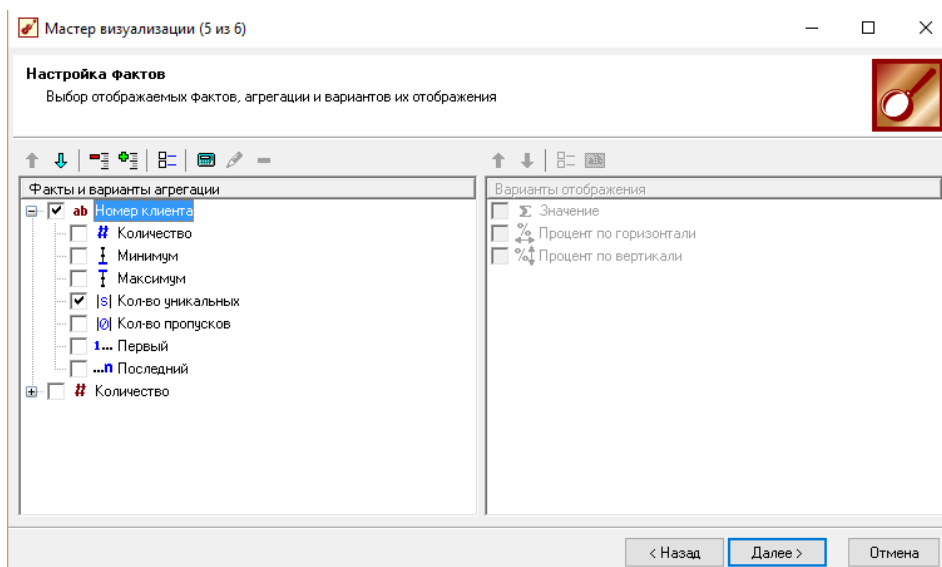 Мастер визуализации (5 из 6)
Настройка фактов
Выбор отображаемых фактов, агрегации и вариантов их отображения
Факты и варианты агрегации
ab Номер клиента
# Количество
Минимум
Максимум
|s| Кол-во уникальных
|∅| Кол-во пропусков
1... Первый
...n Последний
# Количество
Варианты отображения
Σ Значение
% Процент по горизонтали
% Процент по вертикали
< Назад
Далее >
Отмена